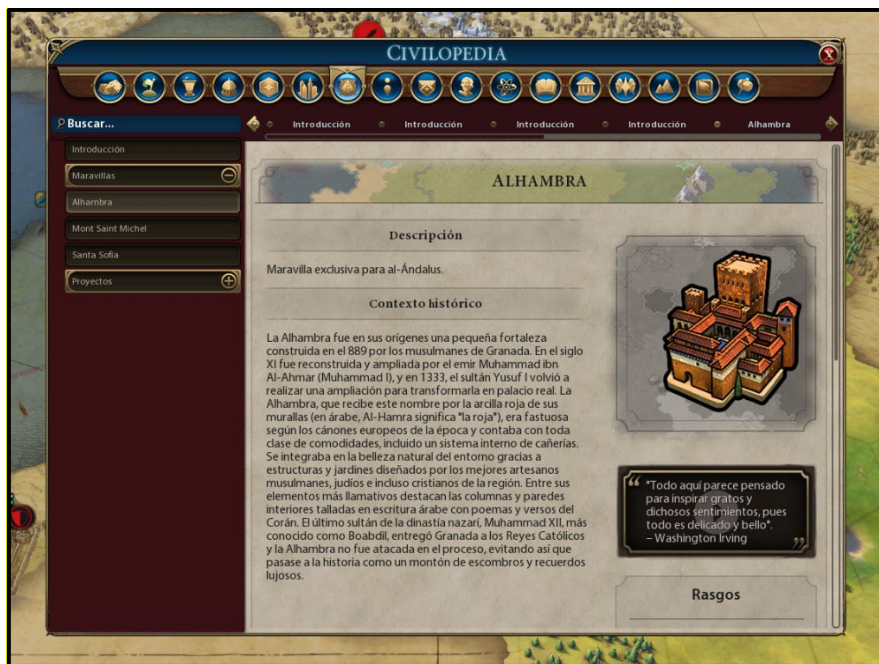 CIVILOPEDIA
Buscar...
Introducción
Introducción
Introducción
Introducción
Alhambra
Introducción
Maravillas
Alhambra
Mont Saint Michel
Santa Sofía
Proyectos
ALHAMBRA
Descripción
Maravilla exclusiva para al-Ándalus.
Contexto histórico
La Alhambra fue en sus orígenes una pequeña fortaleza
construida en el 889 por los musulmanes de Granada. En el siglo
XI fue reconstruida y ampliada por el emir Muhammad ibn
Al-Ahmar (Muhammad I), y en 1333, el sultán Yusuf I volvió a
realizar una ampliación para transformarla en palacio real. La
Alhambra, que recibe este nombre por la arcilla roja de sus
murallas (en árabe, Al-Hamra significa "la roja"), era fastuosa
según los cánones europeos de la época y contaba con toda
clase de comodidades, incluido un sistema interno de cañerías.
Se integraba en la belleza natural del entorno gracias a
estructuras y jardines diseñados por los mejores artesanos
musulmanes, judíos e incluso cristianos de la región. Entre sus
elementos más llamativos destacan las columnas y paredes
interiores talladas en escritura árabe con poemas y versos del
Corán. El último sultán de la dinastía nazarí, Muhammad XII, más
conocido como Boabdil, entregó Granada a los Reyes Católicos
y la Alhambra no fue atacada en el proceso, evitando así que
pasase a la historia como un montón de escombros y recuerdos
lujosos.
"Todo aquí parece pensado
para inspirar gratos y
dichosos sentimientos, pues
todo es delicado y bello".
– Washington Irving
Rasgos